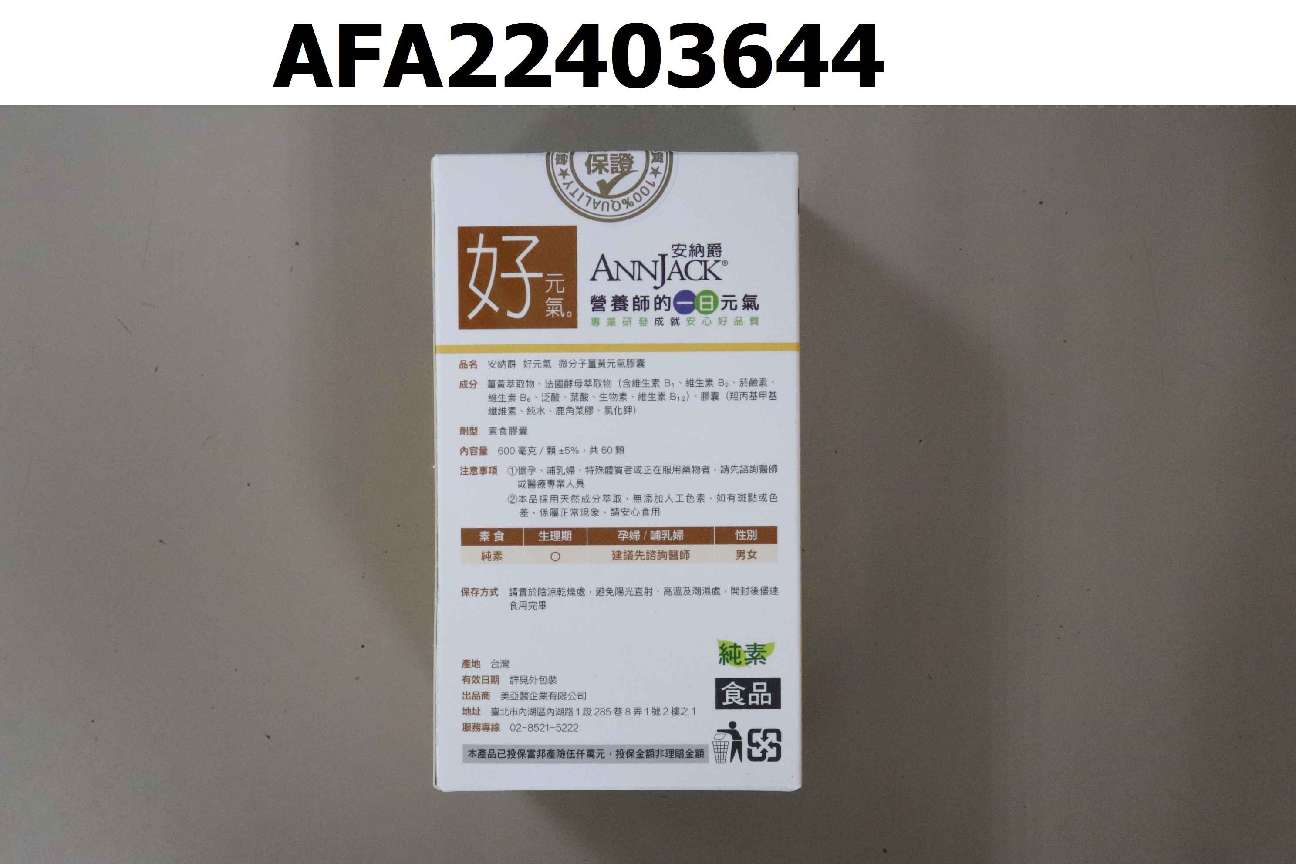 AFA22403644
保證
100%QUALITY
好元氣。
安納爵
ANNJACK®
營養師的一日元氣
專業研發成就安心好品質
品名 安納爵 好元氣 微分子薑黃元氣膠囊
成分 薑黃萃取物、法國酵母萃取物（含維生素 B₁、維生素 B₂、菸鹼素、
維生素 B₆、泛酸、葉酸、生物素、維生素 B₁₂）、膠囊（羥丙基甲基
纖維素、純水、鹿角菜膠、氯化鉀）
劑型 素食膠囊
內容量 600 毫克 / 顆 ±5%，共 60 顆
注意事項 ①懷孕、哺乳婦、特殊體質者或正在服用藥物者，請先諮詢醫師
或醫療專業人員
②本品採用天然成分萃取、無添加人工色素，如有斑點或色
差，係屬正常現象，請安心食用
素食 生理期 孕婦 / 哺乳婦 性別
純素 ○ 建議先諮詢醫師 男女
保存方式 請置於陰涼乾燥處，避免陽光直射、高溫及潮濕處，開封後儘速
食用完畢
純素
產地 台灣
有效日期 詳見外包裝
食品
出品商 美亞麗企業有限公司
地址 臺北市內湖區內湖路 1 段 285 巷 8 弄 1 號 2 樓之 1
服務專線 02-8521-5222
本產品已投保富邦產險伍仟萬元，投保金額非理賠金額